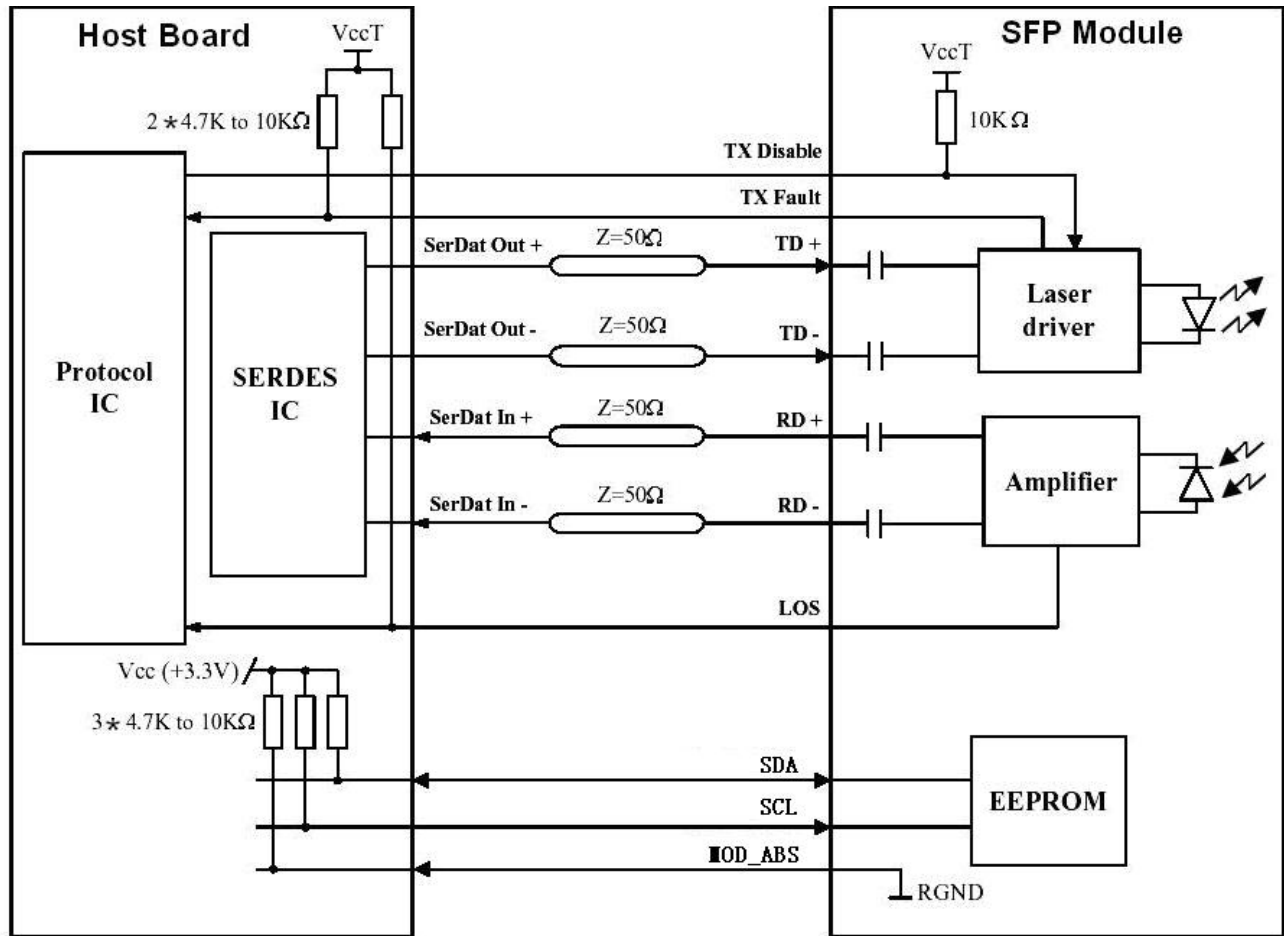 Host Board
VccT
2*4.7K to 10KΩ
SFP Module
VccT
10KΩ
TX Disable
TX Fault
SerDat Out +
Z=50Ω
TD +
SerDat Out -
Z=50Ω
TD -
Laser
driver
Protocol
IC
SERDES
IC
SerDat In +
Z=50Ω
RD +
SerDat In -
Z=50Ω
RD -
Amplifier
LOS
Vcc (+3.3V)
3*4.7K to 10KΩ
SDA
SCL
MOD_ABS
EEPROM
RGND